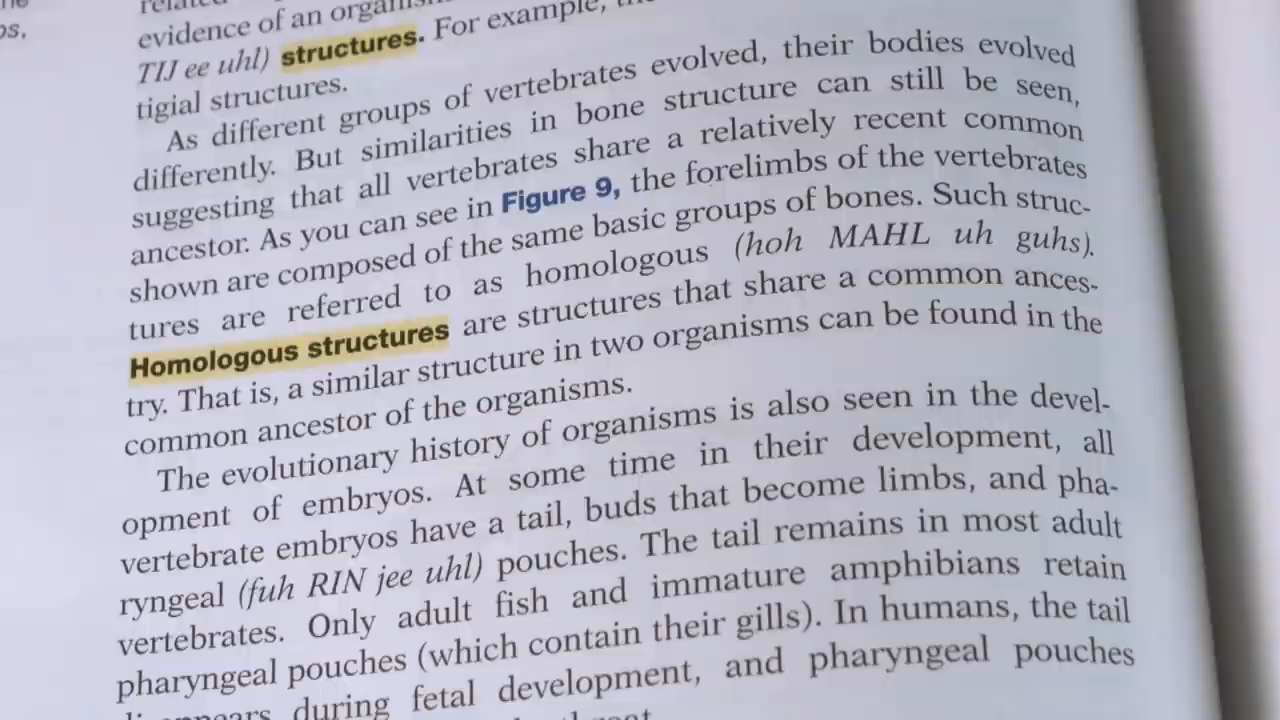 os,
evidence of an
TIJ ee uhl) structures. For example,
tigial structures.
As different groups of vertebrates evolved, their bodies evolved
differently. But similarities in bone structure can still be seen,
suggesting that all vertebrates share a relatively recent common
ancestor. As you can see in Figure 9, the forelimbs of the vertebrates
shown are composed of the same basic groups of bones. Such struc-
tures are referred to as homologous (hoh MAHL uh guhs).
Homologous structures are structures that share a common ances-
try. That is, a similar structure in two organisms can be found in the
common ancestor of the organisms.
The evolutionary history of organisms is also seen in the devel-
opment of embryos. At some time in their development, all
vertebrate embryos have a tail, buds that become limbs, and pha-
ryngeal (fuh RIN jee uhl) pouches. The tail remains in most adult
vertebrates. Only adult fish and immature amphibians retain
pharyngeal pouches (which contain their gills). In humans, the tail
during fetal development, and pharyngeal pouches